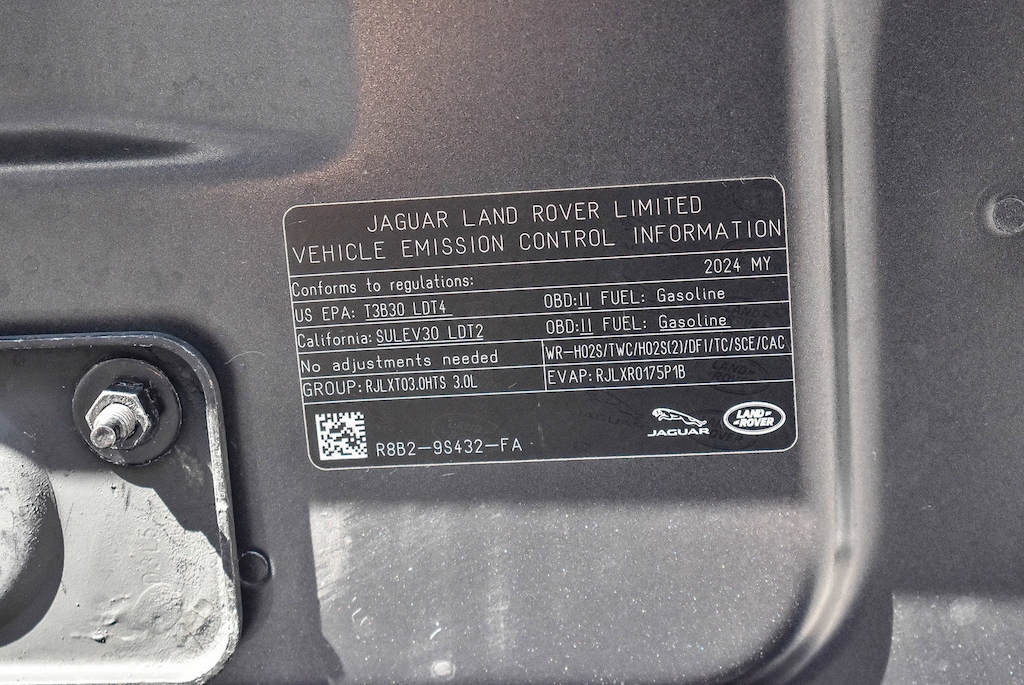 JAGUAR LAND ROVER LIMITED
VEHICLE EMISSION CONTROL INFORMATION
Conforms to regulations: 2024 MY
US EPA: T3B30 LDT4 OBD:II FUEL: Gasoline
California: SULEV30 LDT2 OBD:II FUEL: Gasoline
No adjustments needed WR-HO2S/TWC/HO2S(2)/DFI/TC/SCE/CAC
GROUP: RJLXT03.0HTS 3.0L EVAP: RJLXR0175P1B
R8B2-9S432-FA
JAGUAR
LAND-
-ROVER